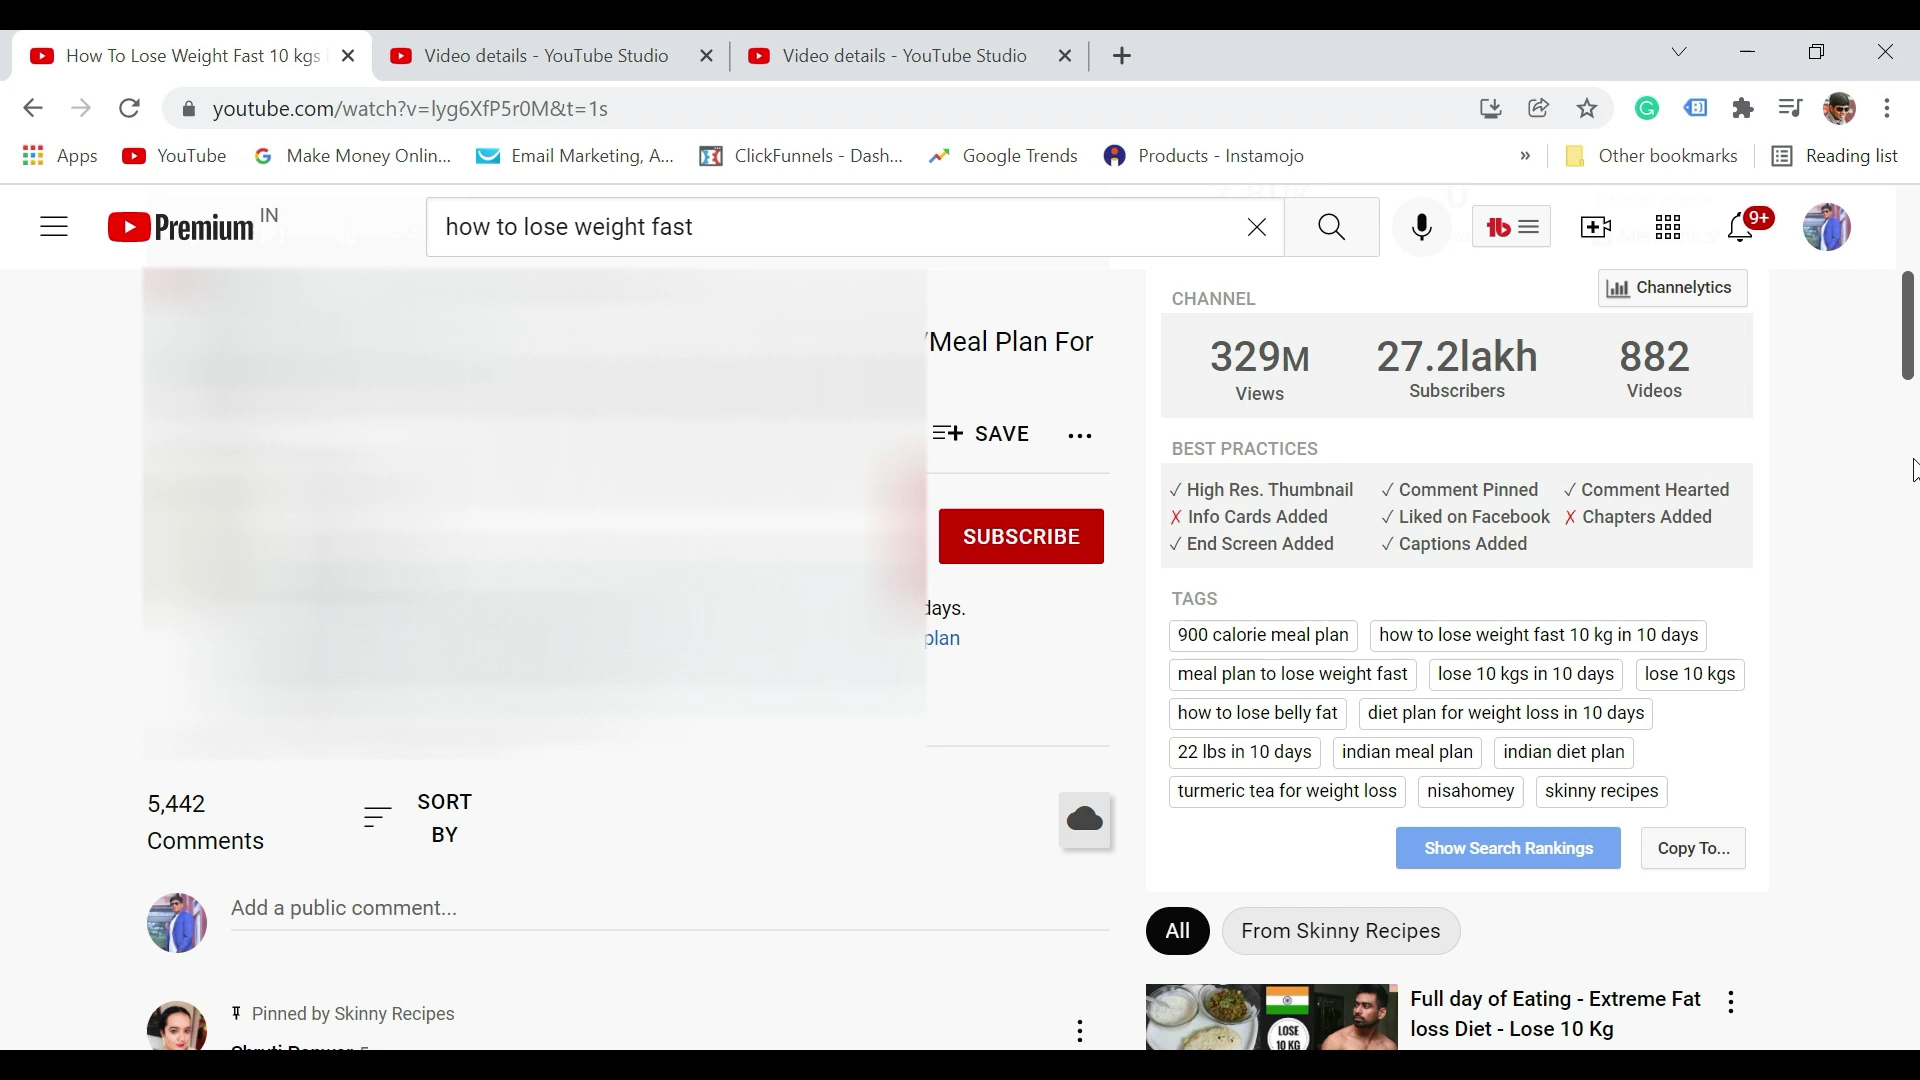 How To Lose Weight Fast 10 kgs
Video details - YouTube Studio
Video details - YouTube Studio
youtube.com/watch?v=lyg6XfP5r0M&t=1s
Apps
YouTube
Make Money Onlin...
Email Marketing, A...
ClickFunnels - Dash...
Google Trends
Products - Instamojo
»
Other bookmarks
Reading list
Premium IN
how to lose weight fast
tb
9+
CHANNEL
Channelytics
329M 27.2lakh 882
Views Subscribers Videos
/Meal Plan For
SAVE
BEST PRACTICES
✓ High Res. Thumbnail ✓ Comment Pinned ✓ Comment Hearted
✗ Info Cards Added ✓ Liked on Facebook ✗ Chapters Added
✓ End Screen Added ✓ Captions Added
SUBSCRIBE
days.
plan
TAGS
900 calorie meal plan how to lose weight fast 10 kg in 10 days
meal plan to lose weight fast lose 10 kgs in 10 days lose 10 kgs
how to lose belly fat diet plan for weight loss in 10 days
22 lbs in 10 days indian meal plan indian diet plan
turmeric tea for weight loss nisahomey skinny recipes
Show Search Rankings Copy To...
5,442
Comments
SORT
BY
Add a public comment...
All From Skinny Recipes
Pinned by Skinny Recipes
Full day of Eating - Extreme Fat
loss Diet - Lose 10 Kg
LOSE
10 KG